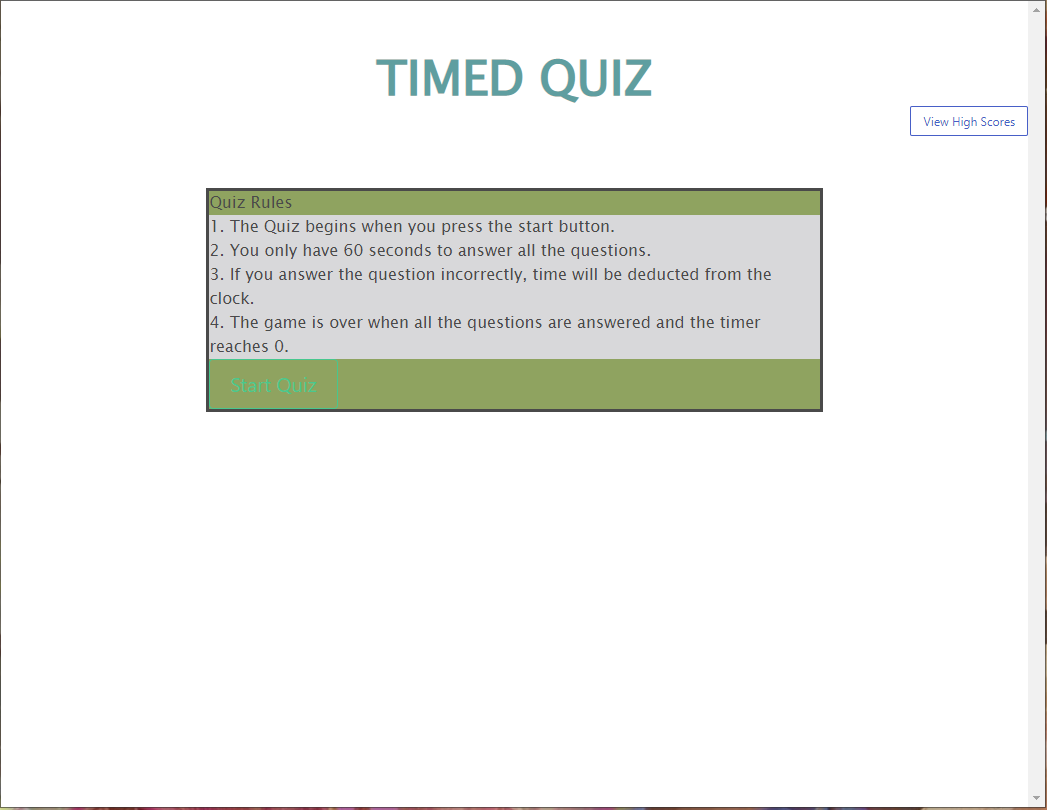 TIMED QUIZ
View High Scores
Quiz Rules
1. The Quiz begins when you press the start button.
2. You only have 60 seconds to answer all the questions.
3. If you answer the question incorrectly, time will be deducted from the
clock.
4. The game is over when all the questions are answered and the timer
reaches 0.
Start Quiz